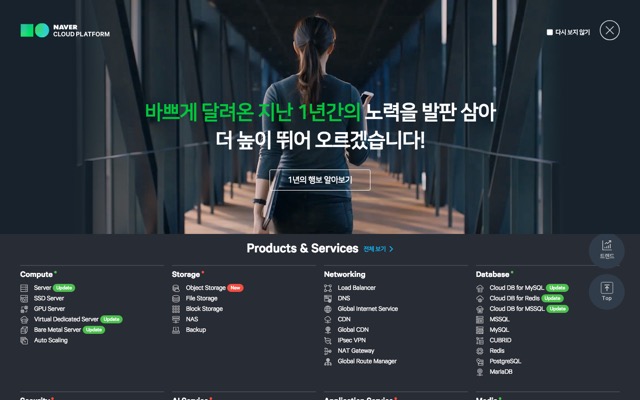 NAVER
CLOUD PLATFORM
다시 보지 않기
바쁘게 달려온 지난 1년간의 노력을 발판 삼아
더 높이 뛰어 오르겠습니다!
1년의 행보 알아보기
Products & Services 전체 보기 >
트렌드
Top
Compute
Server Update
SSD Server
GPU Server
Virtual Dedicated Server Update
Bare Metal Server Update
Auto Scaling
Storage
Object Storage New
File Storage
Block Storage
NAS
Backup
Networking
Load Balancer
DNS
Global Internet Service
CDN
Global CDN
IPsec VPN
NAT Gateway
Global Route Manager
Database
Cloud DB for MySQL Update
Cloud DB for Redis Update
Cloud DB for MSSQL Update
MSSQL
MySQL
CUBRID
Redis
PostgreSQL
MariaDB
Security
AI Service
Application Service
Media